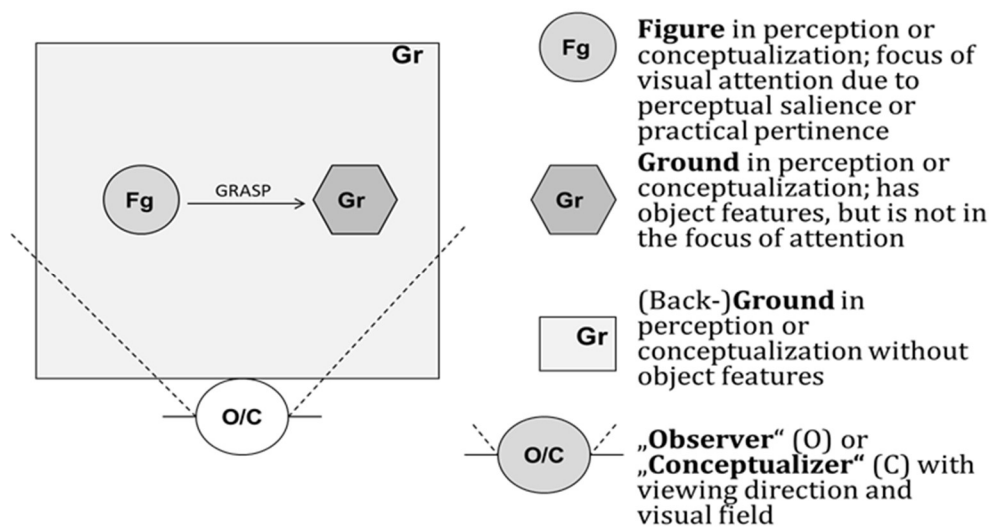 Gr
Fg
GRASP
Gr
O/C
Fg
Figure in perception or
conceptualization; focus of
visual attention due to
perceptual salience or
practical pertinence
Gr
Ground in perception or
conceptualization; has
object features, but is not in
the focus of attention
Gr
(Back-)Ground in
perception or
conceptualization without
object features
O/C
„Observer“ (O) or
„Conceptualizer“ (C) with
viewing direction and
visual field